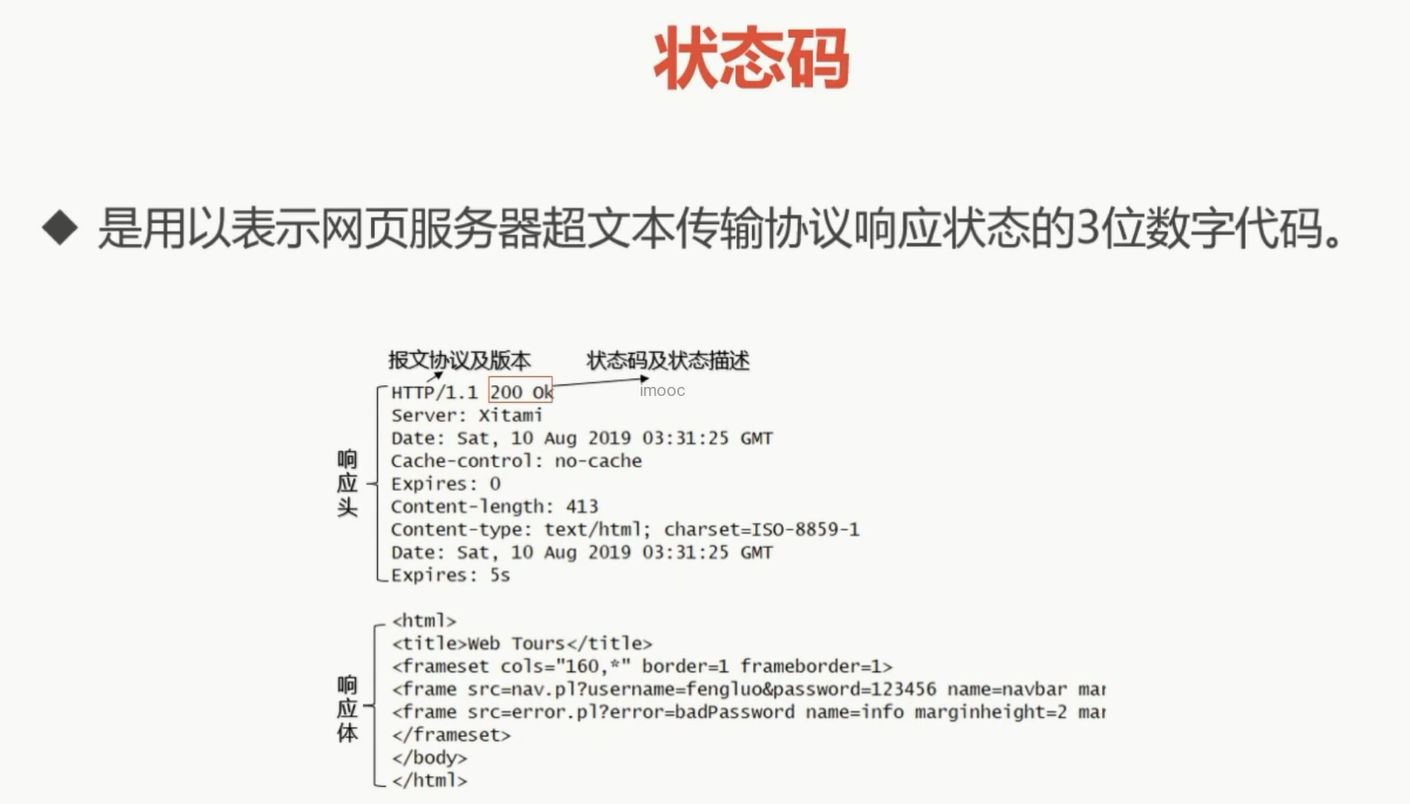 状态码
◆ 是用以表示网页服务器超文本传输协议响应状态的3位数字代码。
报文协议及版本 状态码及状态描述
HTTP/1.1 200 Ok
imooc
响应头
Server: Xitami
Date: Sat, 10 Aug 2019 03:31:25 GMT
Cache-control: no-cache
Expires: 0
Content-length: 413
Content-type: text/html; charset=ISO-8859-1
Date: Sat, 10 Aug 2019 03:31:25 GMT
Expires: 5s
响应体
<html>
<title>Web Tours</title>
<frameset cols="160,*" border=1 frameborder=1>
<frame src=nav.pl?username=fengluo&password=123456 name=navbar mar
<frame src=error.pl?error=badPassword name=info marginheight=2 mar
</frameset>
</body>
</html>